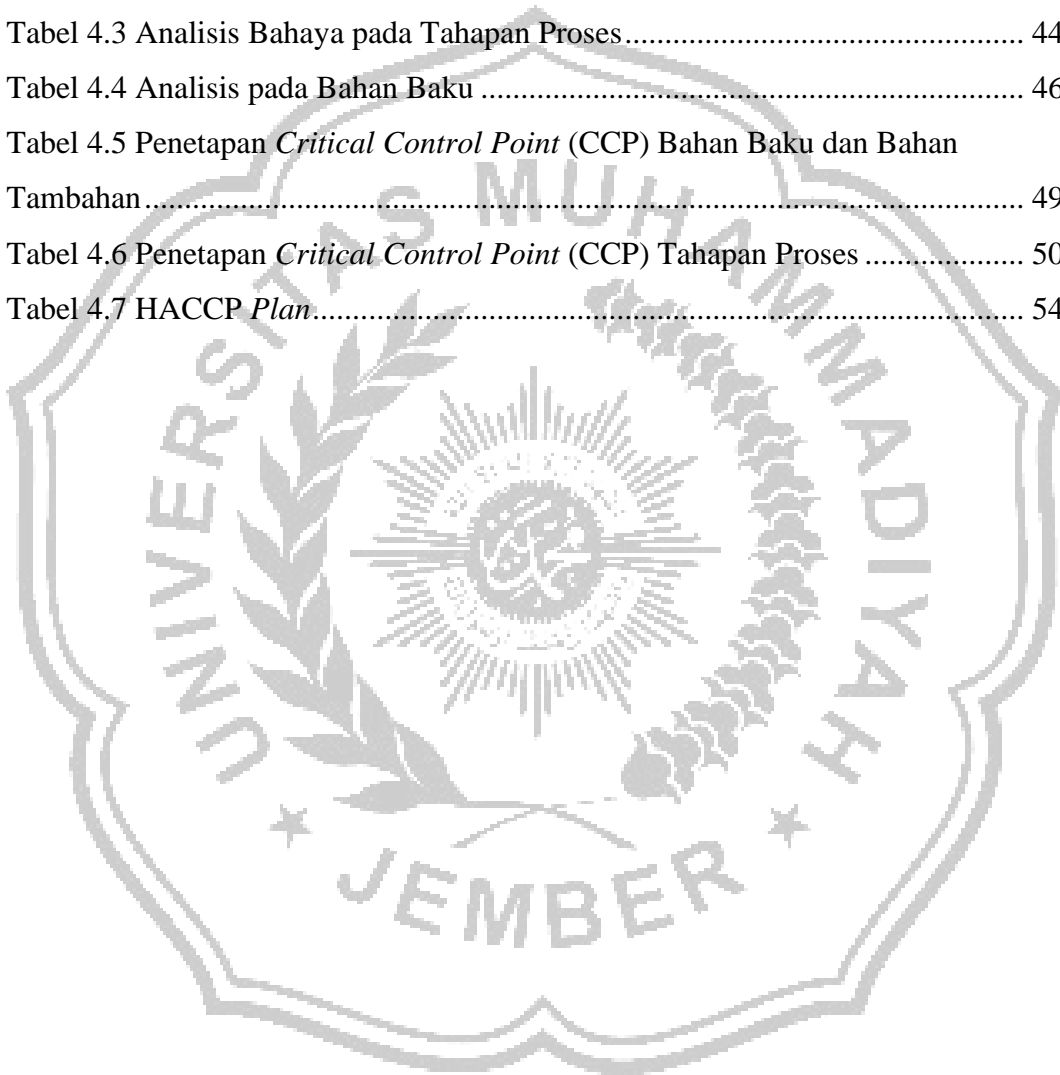 Tabel 4.3 Analisis Bahaya pada Tahapan Proses................................................. 44
Tabel 4.4 Analisis pada Bahan Baku .................................................................... 46
Tabel 4.5 Penetapan Critical Control Point (CCP) Bahan Baku dan Bahan
Tambahan.............................................................................................................. 49
Tabel 4.6 Penetapan Critical Control Point (CCP) Tahapan Proses .................... 50
Tabel 4.7 HACCP Plan......................................................................................... 54
UNIVERSITAS MUHAMMADIYAH
JEMBER